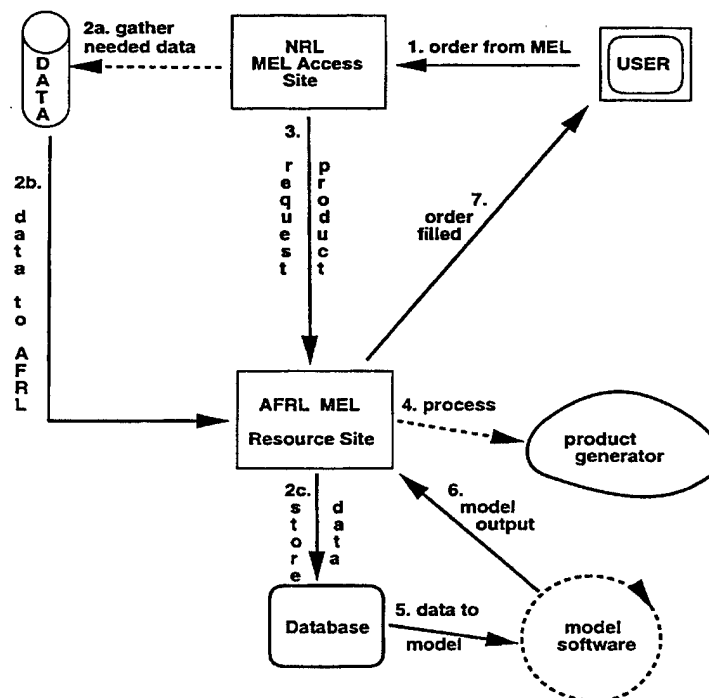 2a. gather
needed data
DATA
NRL
MEL Access
Site
1. order from MEL
USER
2b.
data to AFRL
3.
request
product
7.
order
filled
AFRL MEL
Resource Site
4. process
product
generator
2c.
store
data
6.
model
output
Database
5. data to
model
model
software